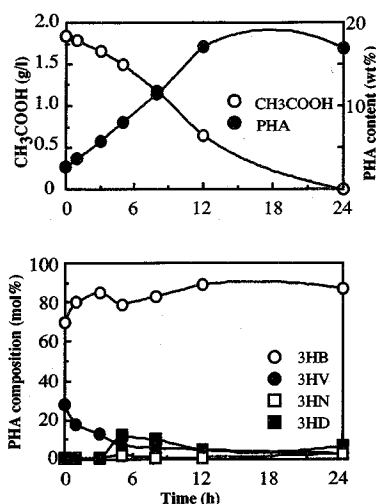 CH3COOH (g/l)
2.0
1.5
1.0
0.5
0
20
10
0
PHA content (wt%)
CH3COOH
PHA
0
6
12
18
24
PHA composition (mol%)
100
80
60
40
20
0
3HB
3HV
3HN
3HD
0
6
12
18
24
Time (h)